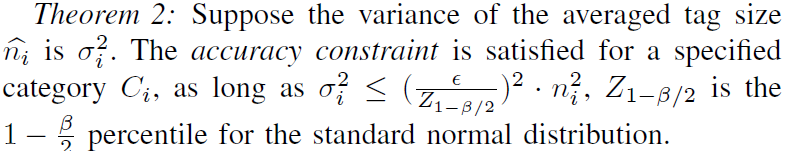 Theorem 2: Suppose the variance of the averaged tag size
$\widehat{n_i}$ is $\sigma_i^2$. The accuracy constraint is satisfied for a specified
category $C_i$, as long as $\sigma_i^2 \leq (\frac{\epsilon}{Z_{1-\beta/2}})^2 \cdot n_i^2$, $Z_{1-\beta/2}$ is the
$1 - \frac{\beta}{2}$ percentile for the standard normal distribution.